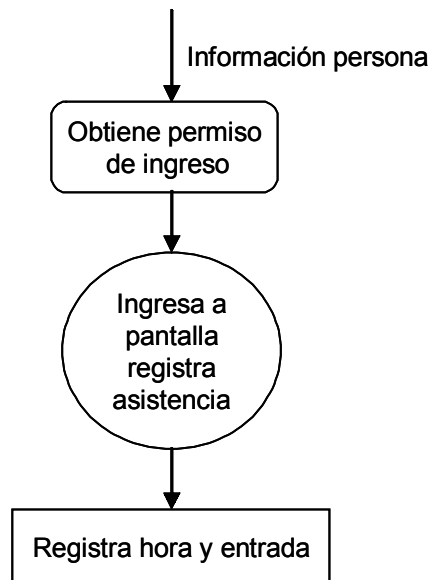 Información persona
Obtiene permiso
de ingreso
Ingresa a
pantalla
registra
asistencia
Registra hora y entrada